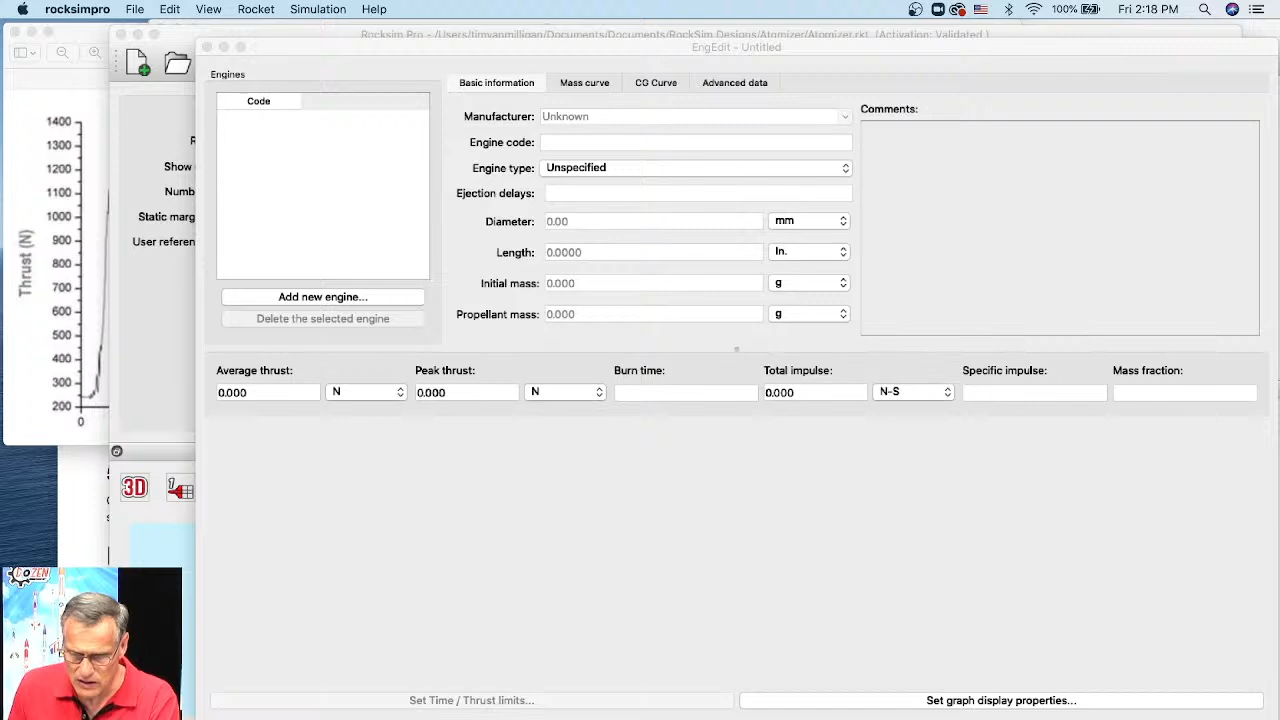 rocksimpro File Edit View Rocket Simulation Help 100% Fri 2:18 PM
Rocksim Pro - /Users/timvanmilligan/Documents/Documents/RockSim Designs/Atomizer/Atomizer.rkt (Activation: Validated )
EngEdit - Untitled
Engines
Code
Add new engine...
Delete the selected engine
Basic information Mass curve CG Curve Advanced data
Manufacturer: Unknown
Engine code:
Engine type: Unspecified
Ejection delays:
Diameter: 0.00 mm
Length: 0.0000 In.
Initial mass: 0.000 g
Propellant mass: 0.000 g
Comments:
Average thrust: Peak thrust: Burn time: Total impulse: Specific impulse: Mass fraction:
0.000 N 0.000 N 0.000 N-S
Set Time / Thrust limits...
Set graph display properties...
Thrust (N)
1400
1300
1200
1100
1000
900
800
700
600
500
400
300
200
0
R
Show
Numb
Static marg
User referen
3D
1